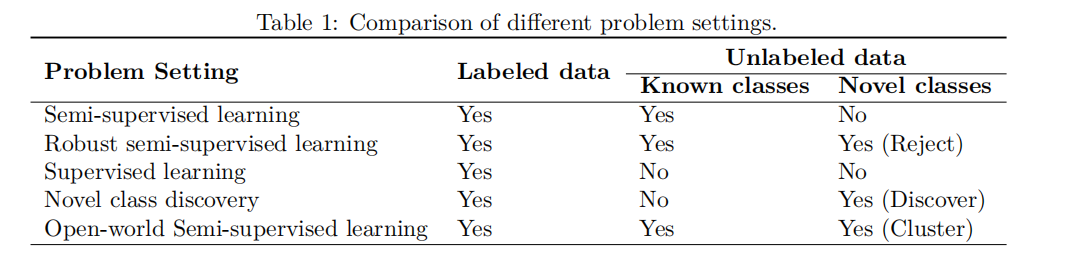 Table 1: Comparison of different problem settings.
Problem Setting Labeled data Unlabeled data
Known classes Novel classes
Semi-supervised learning Yes Yes No
Robust semi-supervised learning Yes Yes Yes (Reject)
Supervised learning Yes No No
Novel class discovery Yes No Yes (Discover)
Open-world Semi-supervised learning Yes Yes Yes (Cluster)